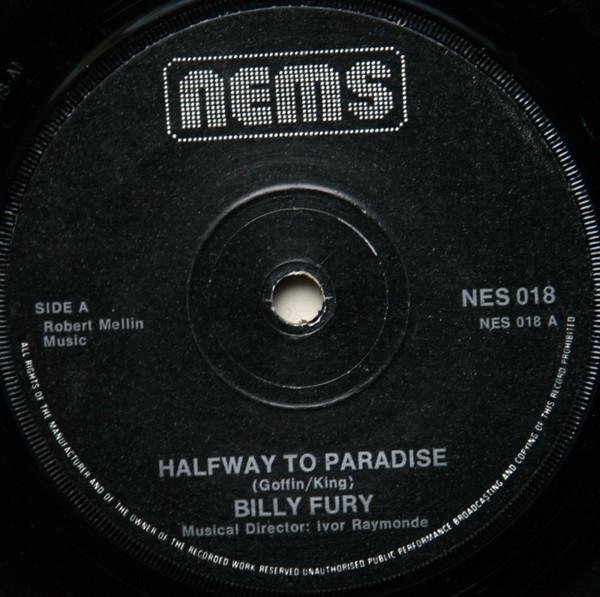 NEMS
SIDE A
Robert Mellin
Music
NES 018
NES 018 A
HALFWAY TO PARADISE
(Goffin/King)
BILLY FURY
Musical Director: Ivor Raymonde
ALL RIGHTS OF THE MANUFACTURER AND OF THE OWNER OF THE RECORDED WORK RESERVED UNAUTHORISED PUBLIC PERFORMANCE BROADCASTING AND COPYING OF THIS RECORD PROHIBITED